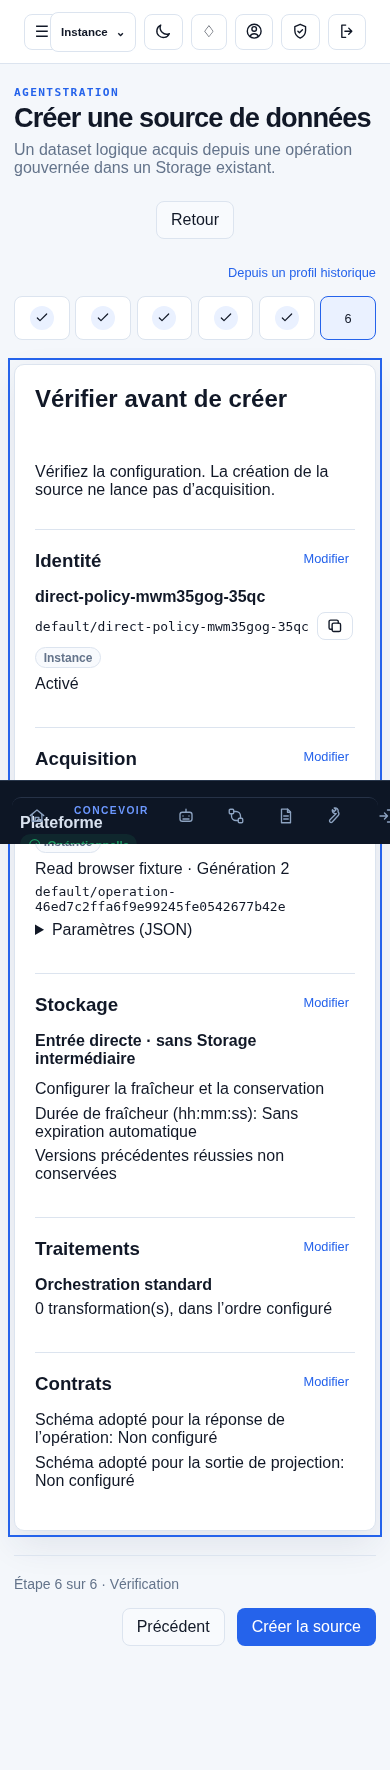 Instance
AGENTSTRATION
Créer une source de données
Un dataset logique acquis depuis une opération
gouvernée dans un Storage existant.
Retour
Depuis un profil historique
6
Vérifier avant de créer
Vérifiez la configuration. La création de la
source ne lance pas d’acquisition.
Identité
Modifier
direct-policy-mwm35gog-35qc
default/direct-policy-mwm35gog-35qc
Instance
Activé
Acquisition
Modifier
CONCEVOIR
Plateforme
Instance
Read browser fixture · Génération 2
default/operation-
46ed7c2ffa6f9e99245fe0542677b42e
Paramètres (JSON)
Stockage
Modifier
Entrée directe · sans Storage
intermédiaire
Configurer la fraîcheur et la conservation
Durée de fraîcheur (hh:mm:ss): Sans
expiration automatique
Versions précédentes réussies non
conservées
Traitements
Modifier
Orchestration standard
0 transformation(s), dans l’ordre configuré
Contrats
Modifier
Schéma adopté pour la réponse de
l’opération: Non configuré
Schéma adopté pour la sortie de projection:
Non configuré
Étape 6 sur 6 · Vérification
Précédent
Créer la source